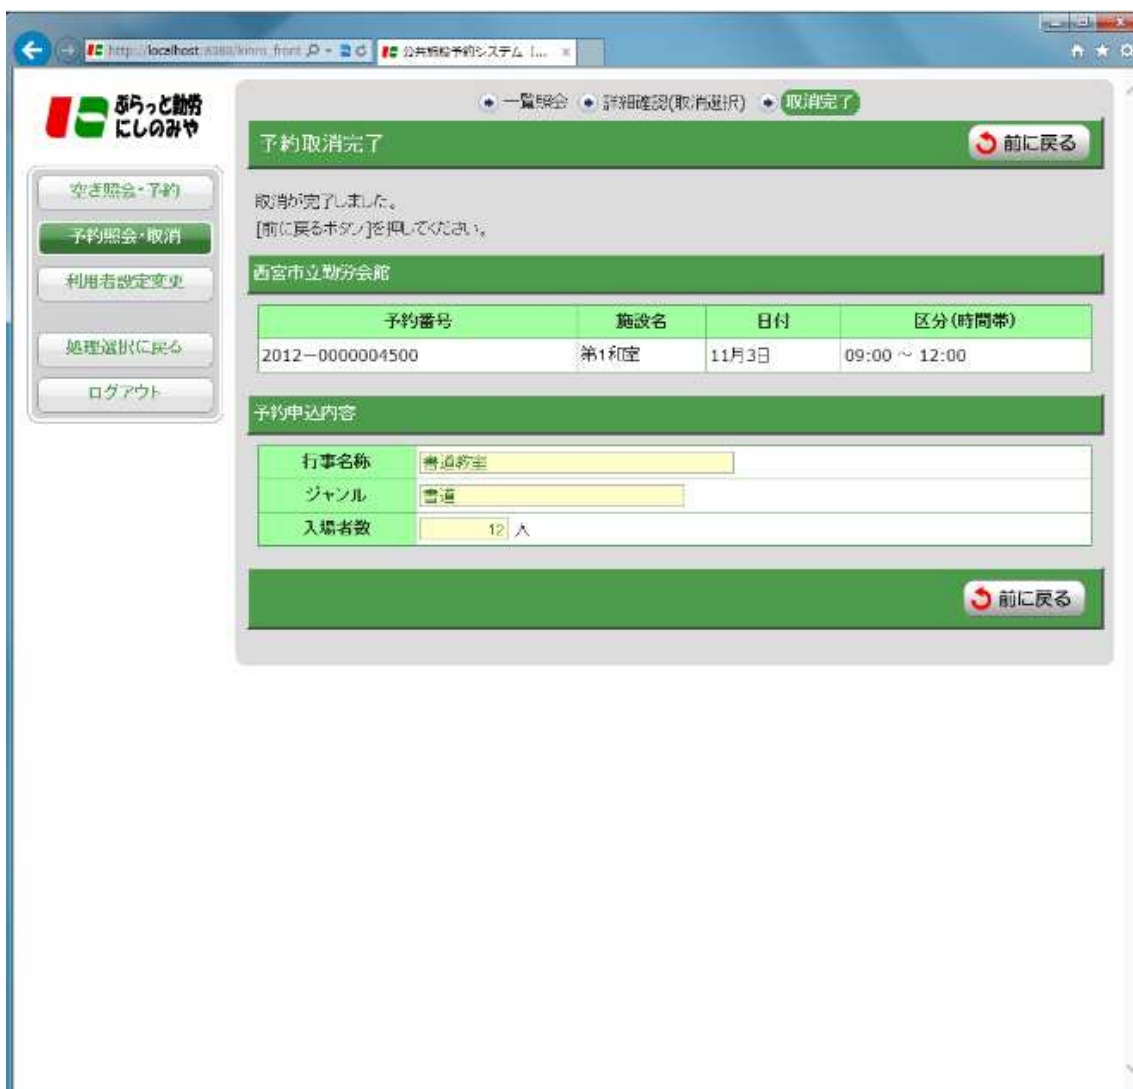 http://localhost:8380/kinro_front
公共施設予約システム [...
ぷらっと勤労
にしのみや
空き照会・予約
予約照会・取消
利用者設定変更
処理選択に戻る
ログアウト
一覧照会 詳細確認(取消選択) 取消完了
予約取消完了 前に戻る
取消が完了しました。
[前に戻るボタン]を押してください。
西宮市立勤労会館
予約番号 施設名 日付 区分(時間帯)
2012－0000004500 第1和室 11月3日 09:00 ～ 12:00
予約申込内容
行事名称 書道教室
ジャンル 書道
入場者数 12 人
前に戻る